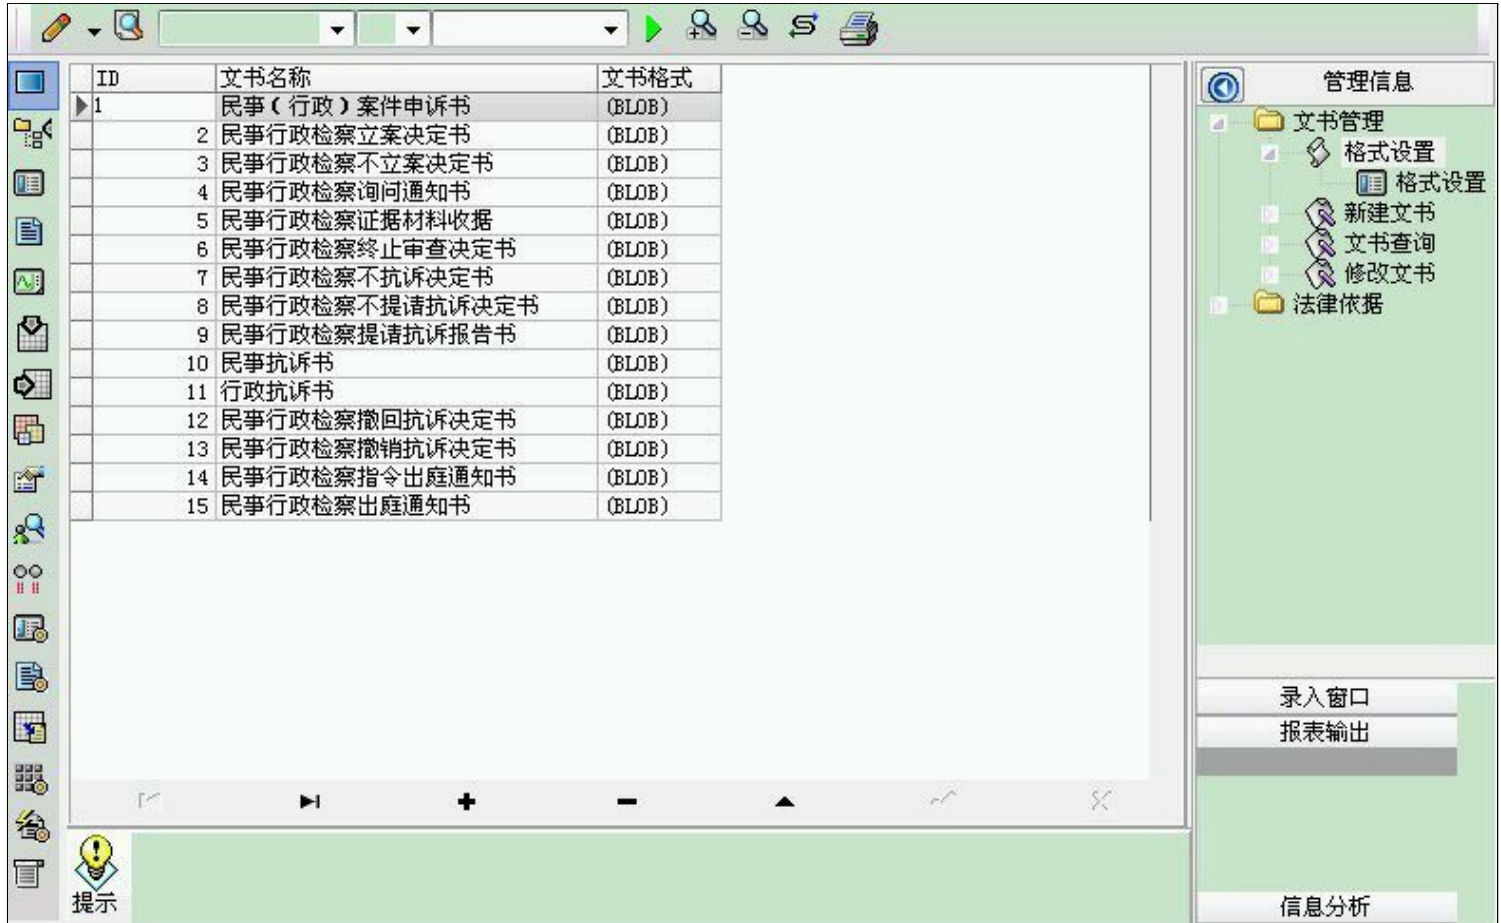 ID 文书名称 文书格式
1 民事(行政)案件申诉书 (BLOB)
2 民事行政检察立案决定书 (BLOB)
3 民事行政检察不立案决定书 (BLOB)
4 民事行政检察询问通知书 (BLOB)
5 民事行政检察证据材料收据 (BLOB)
6 民事行政检察终止审查决定书 (BLOB)
7 民事行政检察不抗诉决定书 (BLOB)
8 民事行政检察不提请抗诉决定书 (BLOB)
9 民事行政检察提请抗诉报告书 (BLOB)
10 民事抗诉书 (BLOB)
11 行政抗诉书 (BLOB)
12 民事行政检察撤回抗诉决定书 (BLOB)
13 民事行政检察撤销抗诉决定书 (BLOB)
14 民事行政检察指令出庭通知书 (BLOB)
15 民事行政检察出庭通知书 (BLOB)
提示
管理信息
文书管理
格式设置
格式设置
新建文书
文书查询
修改文书
法律依据
录入窗口
报表输出
信息分析